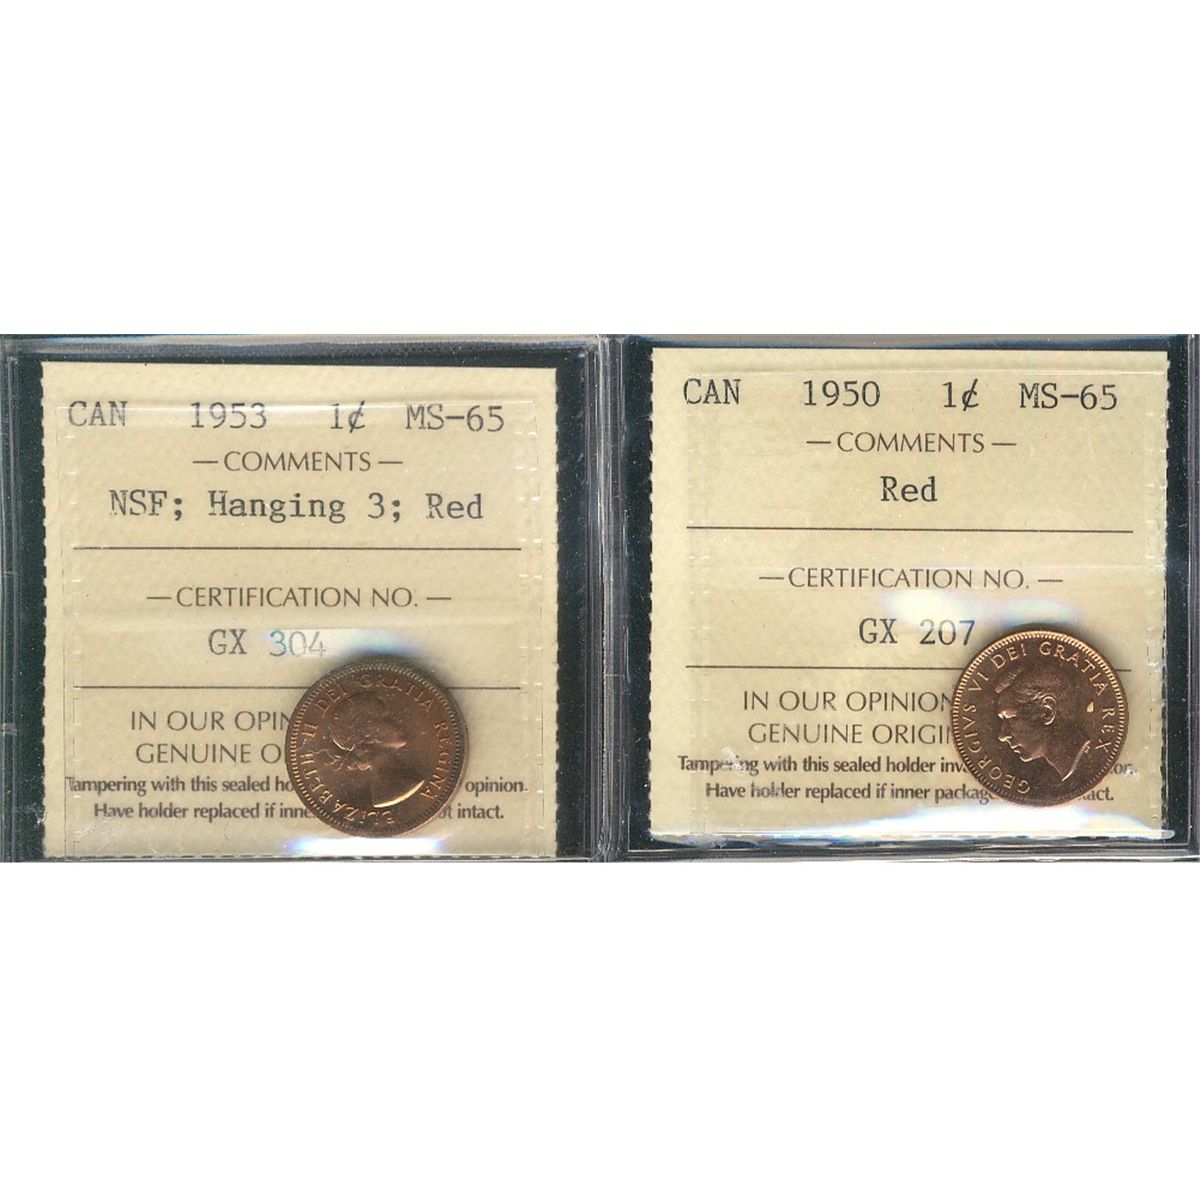 CAN 1953 1¢ MS-65
— COMMENTS —
NSF; Hanging 3; Red
— CERTIFICATION NO. —
GX 304
IN OUR OPIN
GENUINE O
Tampering with this sealed ho opinion.
Have holder replaced if inne t intact.
ELIZABETH·II·DEI·GRATIA·REGINA
CAN 1950 1¢ MS-65
— COMMENTS —
Red
— CERTIFICATION NO. —
GX 207
IN OUR OPINION
GENUINE ORIGI
Tampering with this sealed holder inv on.
Have holder replaced if inner packag act.
GEORGIVS VI DEI GRATIA REX